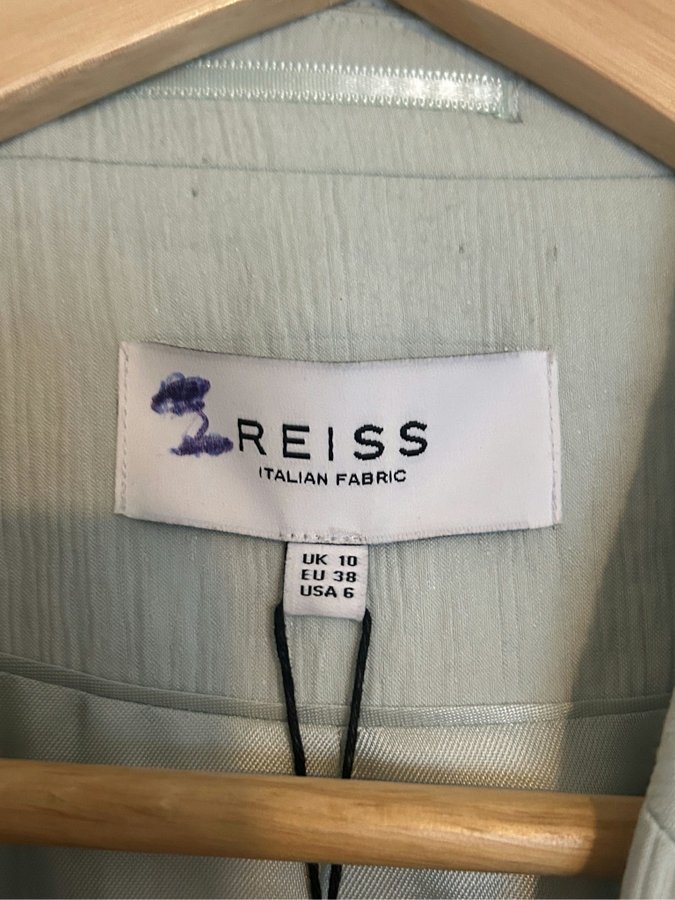 REISS
ITALIAN FABRIC
UK 10
EU 38
USA 6